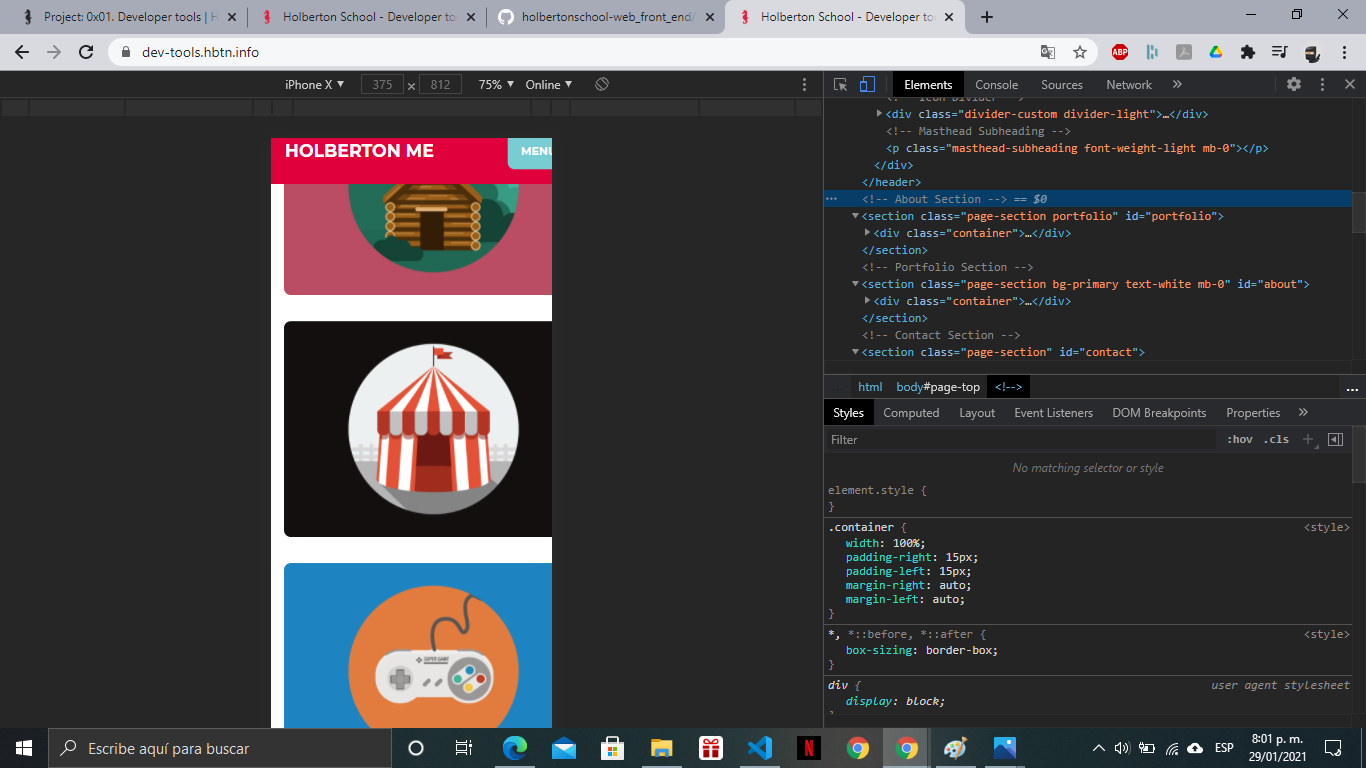 Project: 0x01. Developer tools | H
Holberton School - Developer to
holbertonschool-web_front_end/
Holberton School - Developer to
dev-tools.hbtn.info
ABP
iPhone X ▼ 375 × 812 75% ▼ Online ▼
Elements Console Sources Network »
HOLBERTON ME
MENU
SUPER GAME
<!-- Icon Divider -->
▶<div class="divider-custom divider-light">…</div>
<!-- Masthead Subheading -->
<p class="masthead-subheading font-weight-light mb-0"></p>
</div>
</header>
<!-- About Section --> == $0
▼<section class="page-section portfolio" id="portfolio">
▶<div class="container">…</div>
</section>
<!-- Portfolio Section -->
▼<section class="page-section bg-primary text-white mb-0" id="about">
▶<div class="container">…</div>
</section>
<!-- Contact Section -->
▼<section class="page-section" id="contact">
... html body#page-top <!--> ...
Styles Computed Layout Event Listeners DOM Breakpoints Properties »
Filter :hov .cls +
No matching selector or style
element.style {
}
.container { <style>
width: 100%;
padding-right: 15px;
padding-left: 15px;
margin-right: auto;
margin-left: auto;
}
*, *::before, *::after { <style>
box-sizing: border-box;
}
div { user agent stylesheet
display: block;
}
Escribe aquí para buscar
N
ESP
8:01 p. m.
29/01/2021